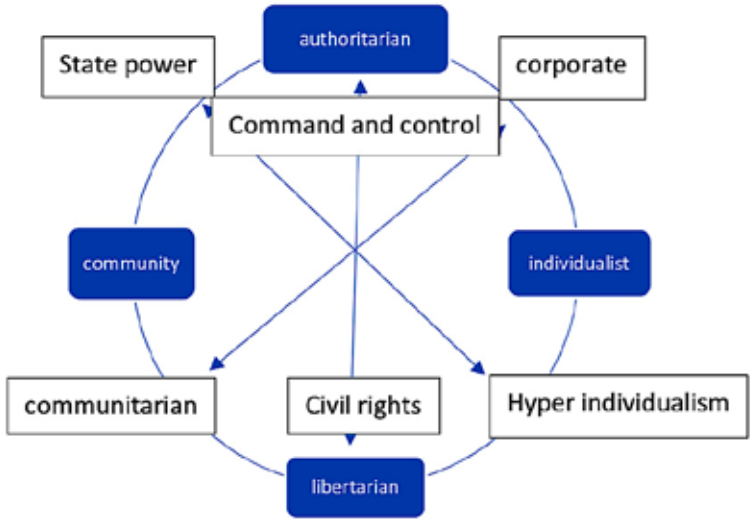 authoritarian
State power
corporate
Command and control
community
individualist
communitarian
Civil rights
Hyper individualism
libertarian